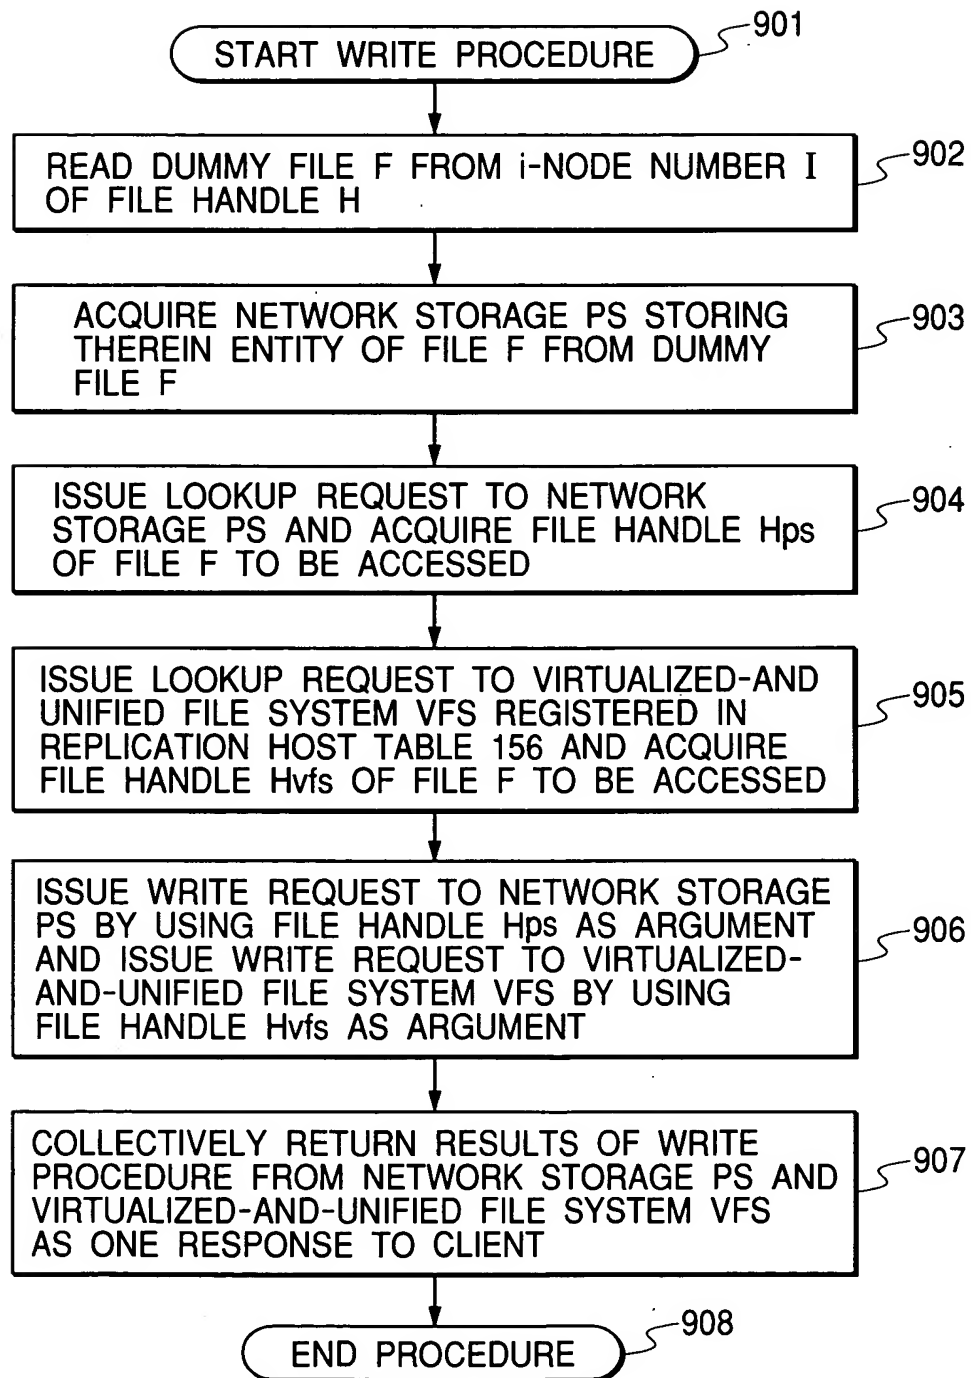 START WRITE PROCEDURE
901
READ DUMMY FILE F FROM i-NODE NUMBER I
OF FILE HANDLE H
902
ACQUIRE NETWORK STORAGE PS STORING
THEREIN ENTITY OF FILE F FROM DUMMY
FILE F
903
ISSUE LOOKUP REQUEST TO NETWORK
STORAGE PS AND ACQUIRE FILE HANDLE Hps
OF FILE F TO BE ACCESSED
904
ISSUE LOOKUP REQUEST TO VIRTUALIZED-AND
UNIFIED FILE SYSTEM VFS REGISTERED IN
REPLICATION HOST TABLE 156 AND ACQUIRE
FILE HANDLE Hvfs OF FILE F TO BE ACCESSED
905
ISSUE WRITE REQUEST TO NETWORK STORAGE
PS BY USING FILE HANDLE Hps AS ARGUMENT
AND ISSUE WRITE REQUEST TO VIRTUALIZED-
AND-UNIFIED FILE SYSTEM VFS BY USING
FILE HANDLE Hvfs AS ARGUMENT
906
COLLECTIVELY RETURN RESULTS OF WRITE
PROCEDURE FROM NETWORK STORAGE PS AND
VIRTUALIZED-AND-UNIFIED FILE SYSTEM VFS
AS ONE RESPONSE TO CLIENT
907
END PROCEDURE
908